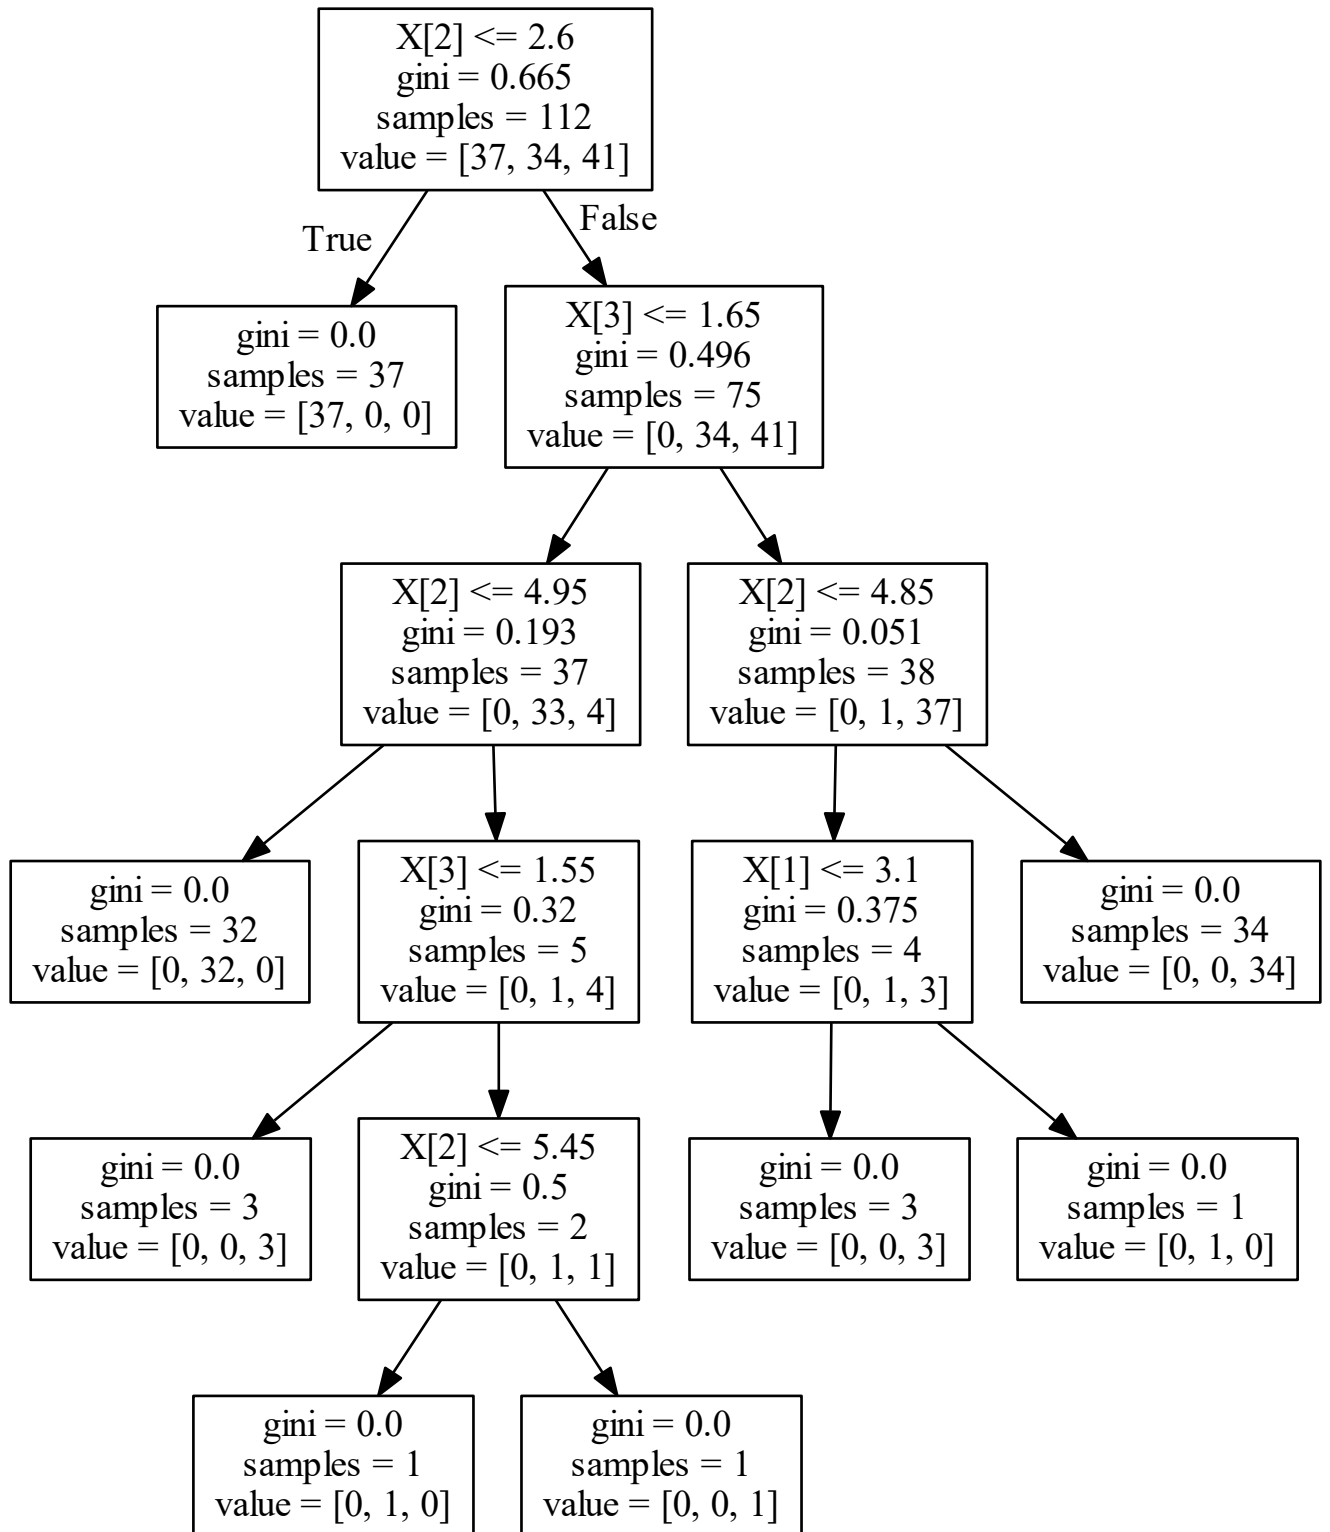 X[2] <= 2.6
gini = 0.665
samples = 112
value = [37, 34, 41]
True
False
gini = 0.0
samples = 37
value = [37, 0, 0]
X[3] <= 1.65
gini = 0.496
samples = 75
value = [0, 34, 41]
X[2] <= 4.95
gini = 0.193
samples = 37
value = [0, 33, 4]
X[2] <= 4.85
gini = 0.051
samples = 38
value = [0, 1, 37]
gini = 0.0
samples = 32
value = [0, 32, 0]
X[3] <= 1.55
gini = 0.32
samples = 5
value = [0, 1, 4]
X[1] <= 3.1
gini = 0.375
samples = 4
value = [0, 1, 3]
gini = 0.0
samples = 34
value = [0, 0, 34]
gini = 0.0
samples = 3
value = [0, 0, 3]
X[2] <= 5.45
gini = 0.5
samples = 2
value = [0, 1, 1]
gini = 0.0
samples = 3
value = [0, 0, 3]
gini = 0.0
samples = 1
value = [0, 1, 0]
gini = 0.0
samples = 1
value = [0, 1, 0]
gini = 0.0
samples = 1
value = [0, 0, 1]